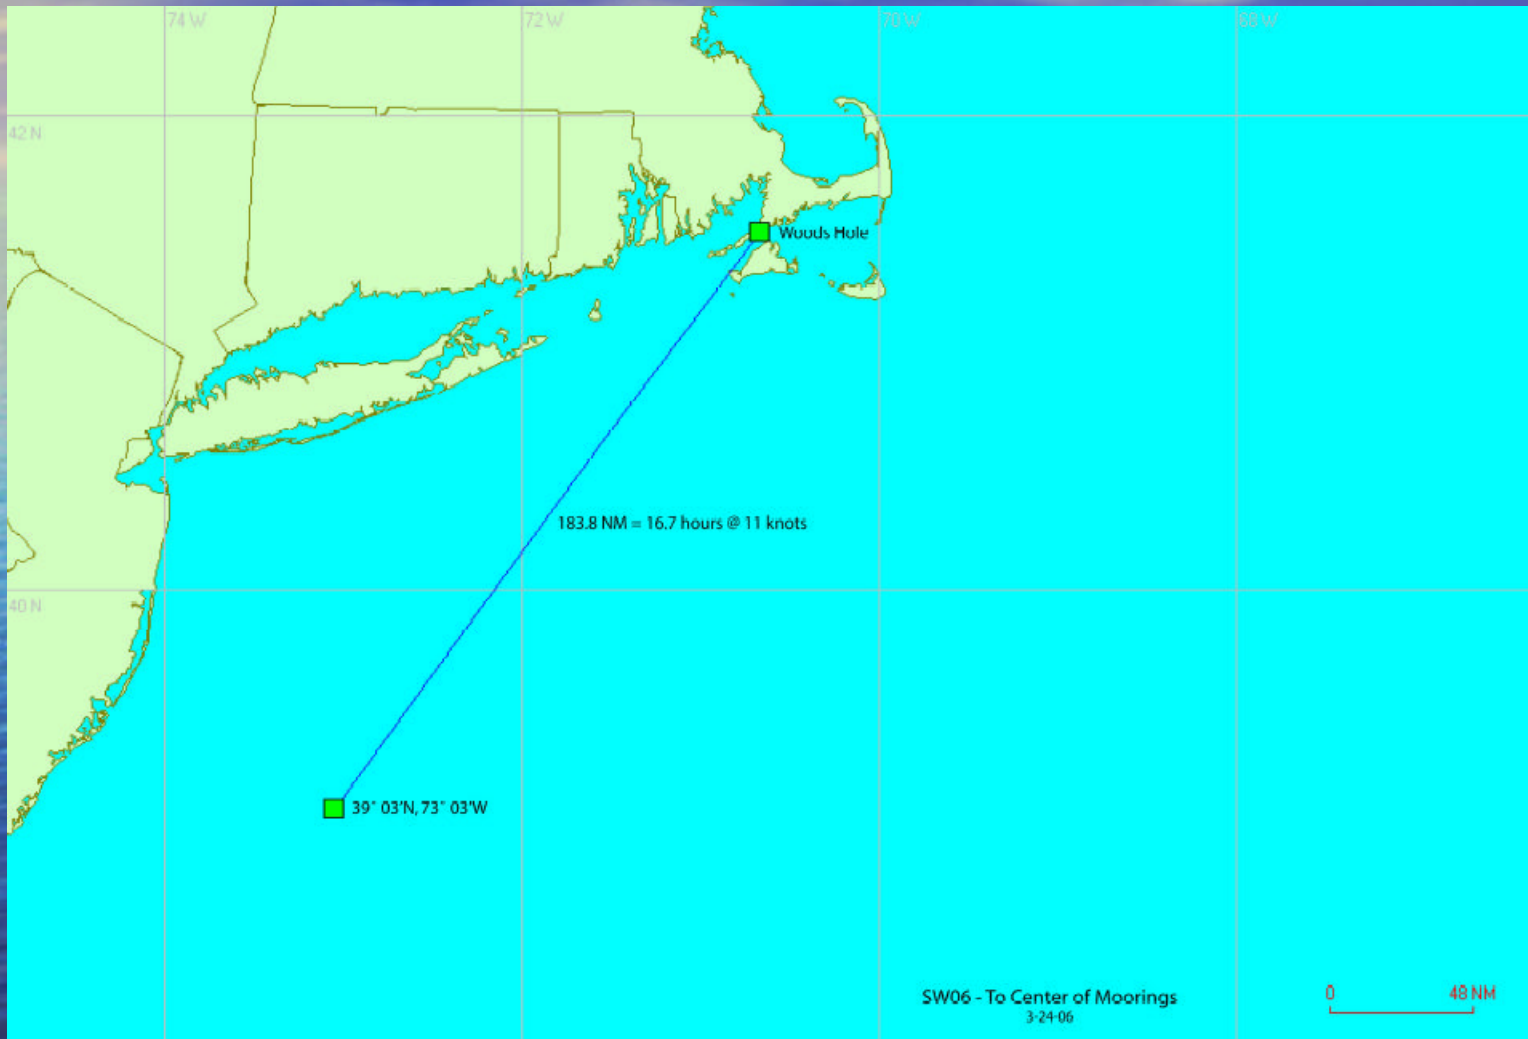 74 W
72 W
70 W
68 W
42 N
Woods Hole
183.8 NM = 16.7 hours @ 11 knots
40 N
39° 03'N, 73° 03'W
SW06 - To Center of Moorings
3-24-06
0 48 NM